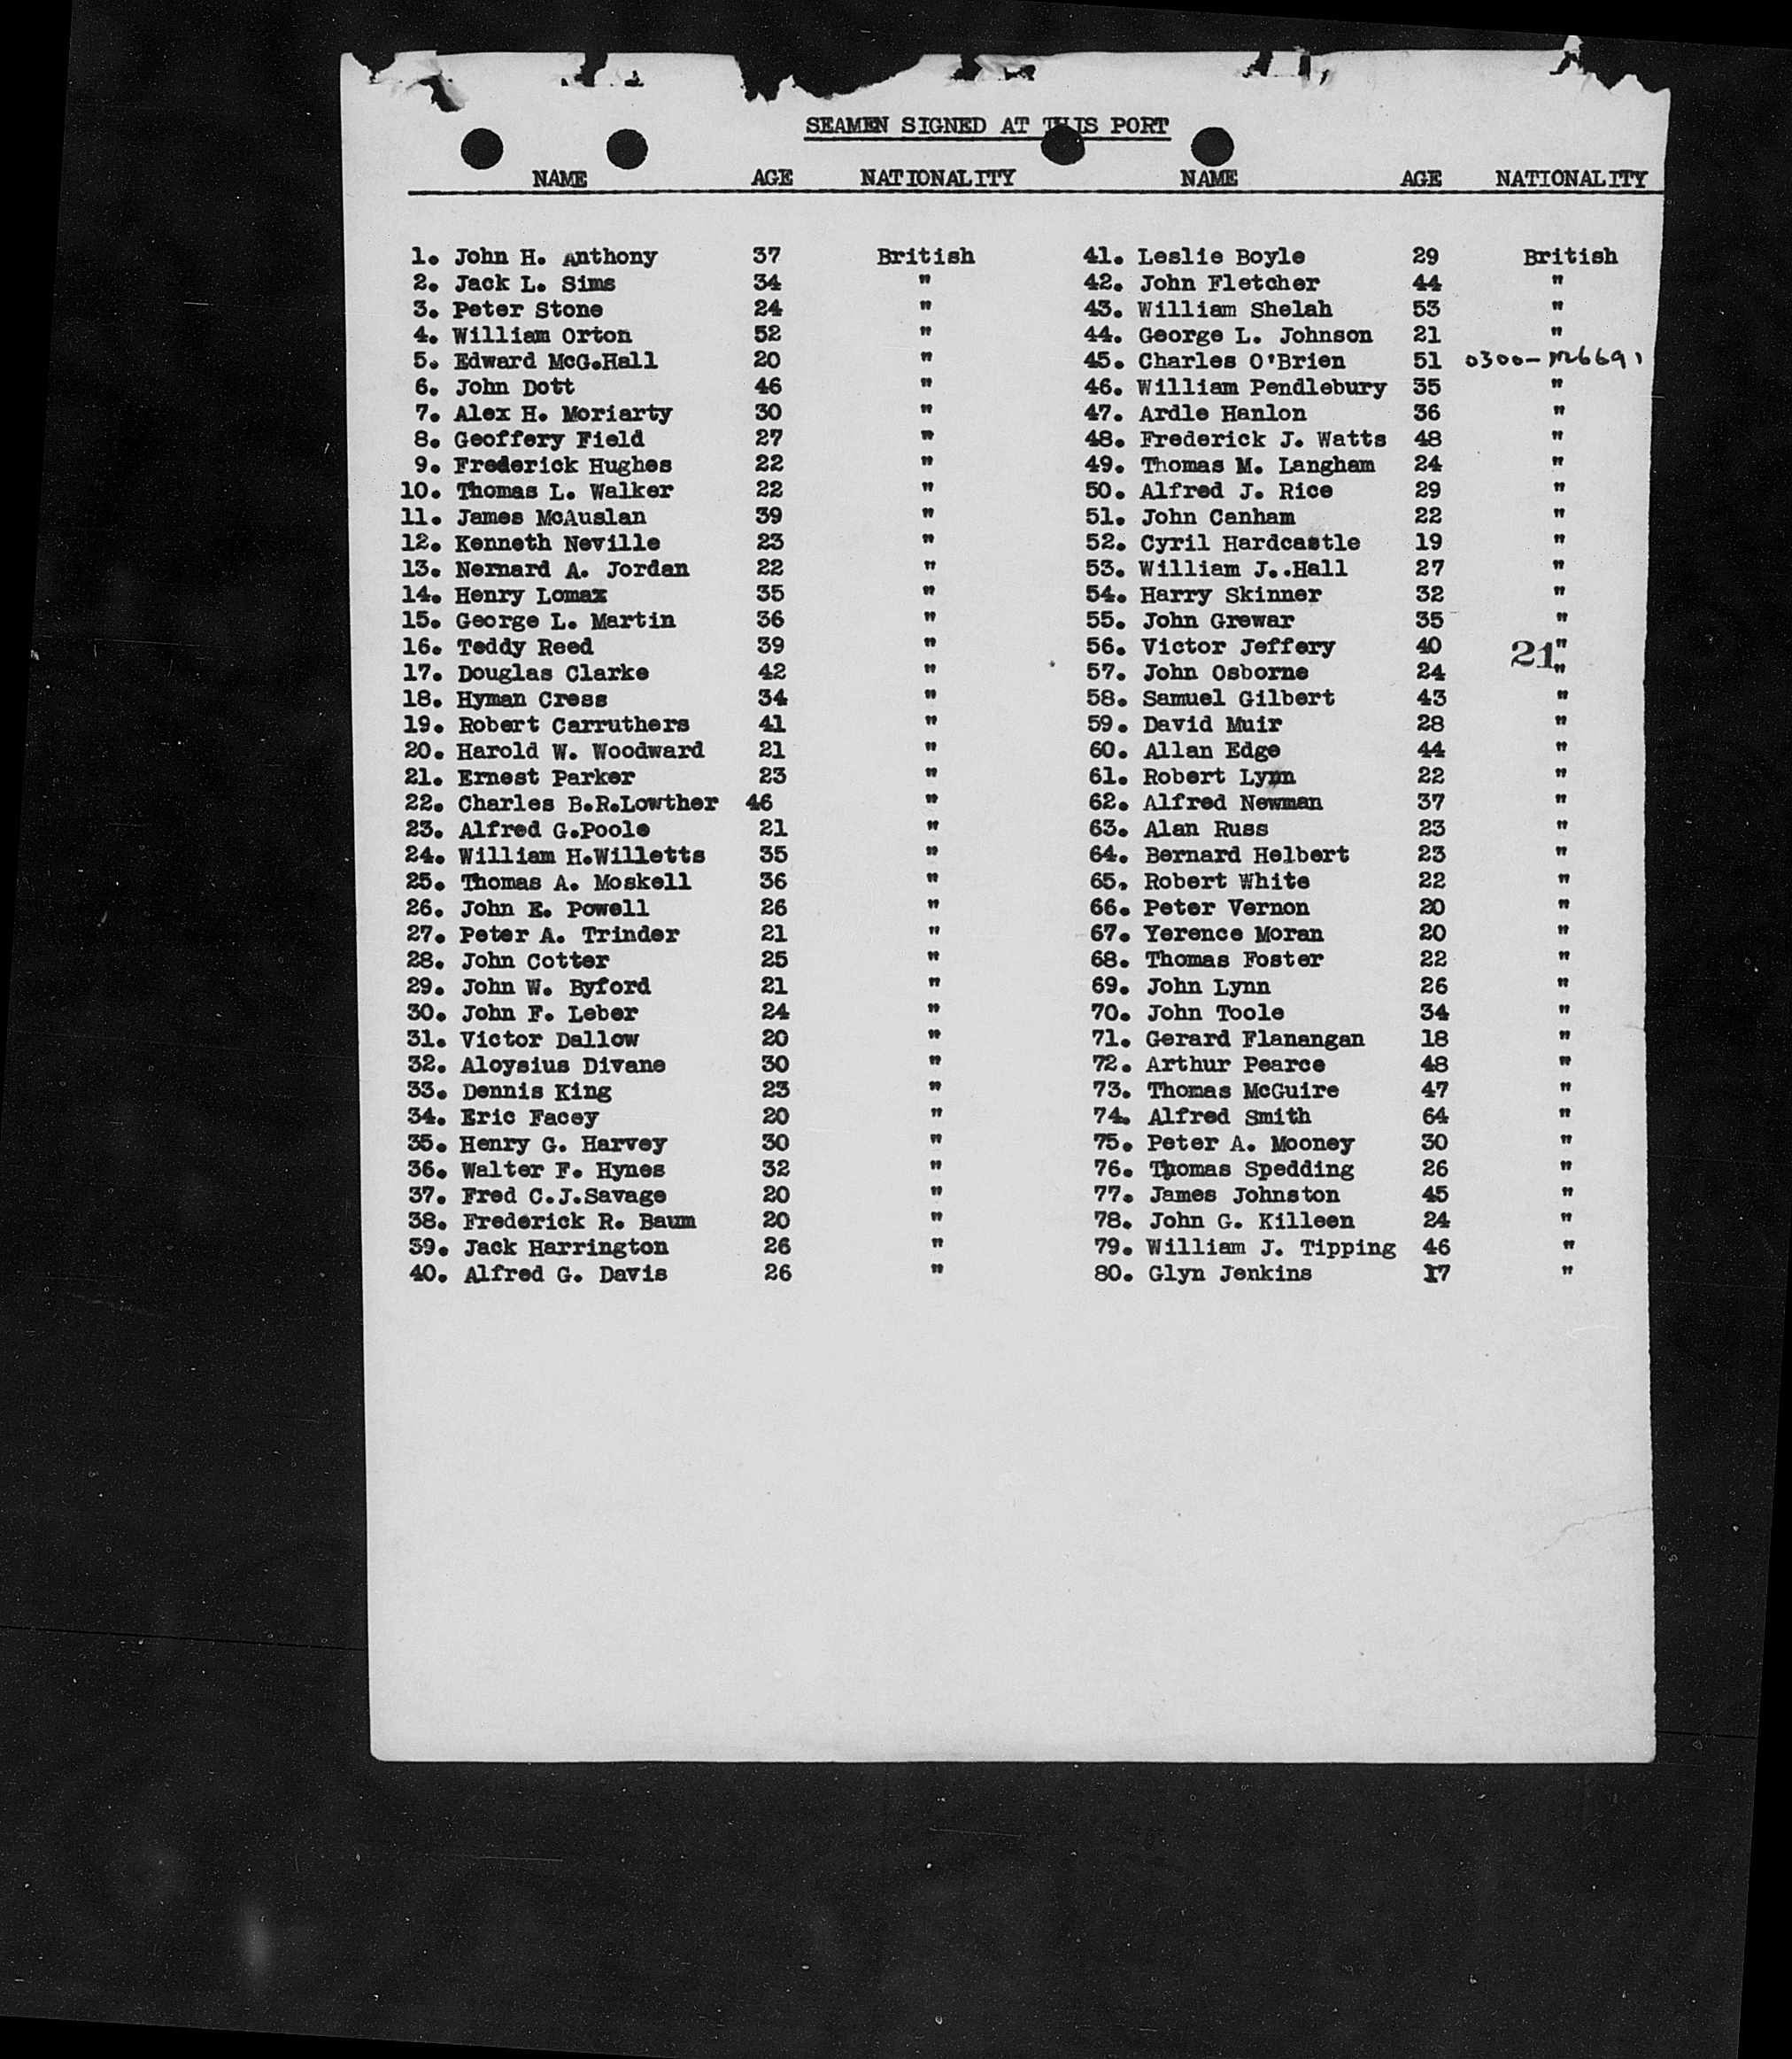 SEAMEN SIGNED AT THIS PORT
NAME AGE NATIONALITY NAME AGE NATIONALITY
1. John H. Anthony 37 British
2. Jack L. Sims 34 "
3. Peter Stone 24 "
4. William Orton 52 "
5. Edward McG.Hall 20 "
6. John Dott 46 "
7. Alex H. Moriarty 30 "
8. Geoffery Field 27 "
9. Frederick Hughes 22 "
10. Thomas L. Walker 22 "
11. James McAuslan 39 "
12. Kenneth Neville 23 "
13. Nernard A. Jordan 22 "
14. Henry Lomax 35 "
15. George L. Martin 36 "
16. Teddy Reed 39 "
17. Douglas Clarke 42 "
18. Hyman Cress 34 "
19. Robert Carruthers 41 "
20. Harold W. Woodward 21 "
21. Ernest Parker 23 "
22. Charles B.R.Lowther 46 "
23. Alfred G.Poole 21 "
24. William H.Willetts 35 "
25. Thomas A. Moskell 36 "
26. John E. Powell 26 "
27. Peter A. Trinder 21 "
28. John Cotter 25 "
29. John W. Byford 21 "
30. John F. Leber 24 "
31. Victor Dallow 20 "
32. Aloysius Divane 30 "
33. Dennis King 23 "
34. Eric Facey 20 "
35. Henry G. Harvey 30 "
36. Walter F. Hynes 32 "
37. Fred C.J.Savage 20 "
38. Frederick R. Baum 20 "
39. Jack Harrington 26 "
40. Alfred G. Davis 26 "
41. Leslie Boyle 29 British
42. John Fletcher 44 "
43. William Shelah 53 "
44. George L. Johnson 21 "
45. Charles O'Brien 51
46. William Pendlebury 35 "
47. Ardle Hanlon 36 "
48. Frederick J. Watts 48 "
49. Thomas M. Langham 24 "
50. Alfred J. Rice 29 "
51. John Canham 22 "
52. Cyril Hardcastle 19 "
53. William J..Hall 27 "
54. Harry Skinner 32 "
55. John Grewar 35 "
56. Victor Jeffery 40 "
21
57. John Osborne 24 "
58. Samuel Gilbert 43 "
59. David Muir 28 "
60. Allan Edge 44 "
61. Robert Lynn 22 "
62. Alfred Newman 37 "
63. Alan Russ 23 "
64. Bernard Helbert 23 "
65. Robert White 22 "
66. Peter Vernon 20 "
67. Yerence Moran 20 "
68. Thomas Foster 22 "
69. John Lynn 26 "
70. John Toole 34 "
71. Gerard Flanangan 18 "
72. Arthur Pearce 48 "
73. Thomas McGuire 47 "
74. Alfred Smith 64 "
75. Peter A. Mooney 30 "
76. Thomas Spedding 26 "
77. James Johnston 45 "
78. John G. Killeen 24 "
79. William J. Tipping 46 "
80. Glyn Jenkins 17 "